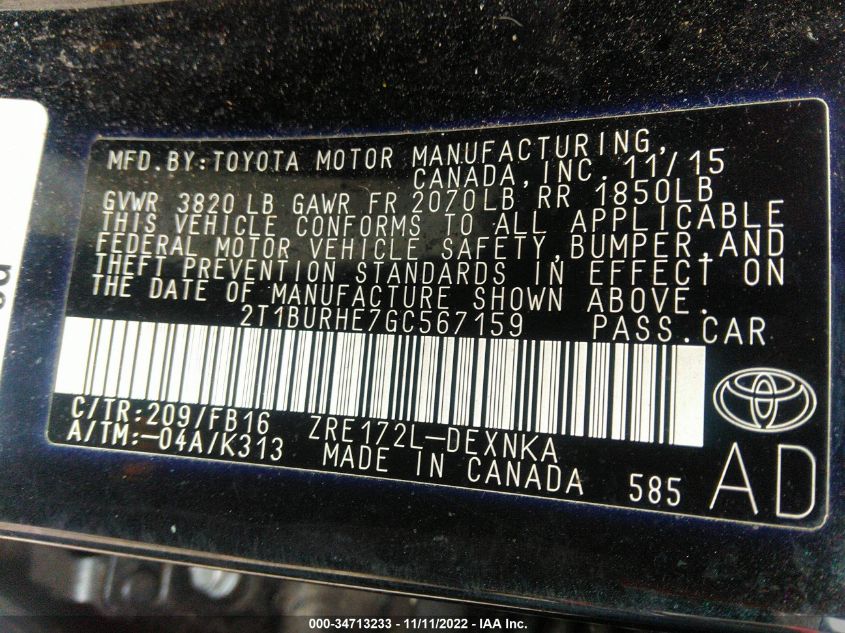 MFD.BY:TOYOTA MOTOR MANUFACTURING,
CANADA,INC. 11/15
GVWR 3820 LB GAWR FR 2070LB RR 1850LB
THIS VEHICLE CONFORMS TO ALL APPLICABLE
FEDERAL MOTOR VEHICLE SAFETY,BUMPER,AND
THEFT PREVENTION STANDARDS IN EFFECT ON
THE DATE OF MANUFACTURE SHOWN ABOVE.
2T1BURHE7GC567159 PASS.CAR
C/TR:209/FB16 ZRE172L-DEXNKA
A/TM:-04A/K313 MADE IN CANADA 585 AD
000-34713233 - 11/11/2022 - IAA Inc.